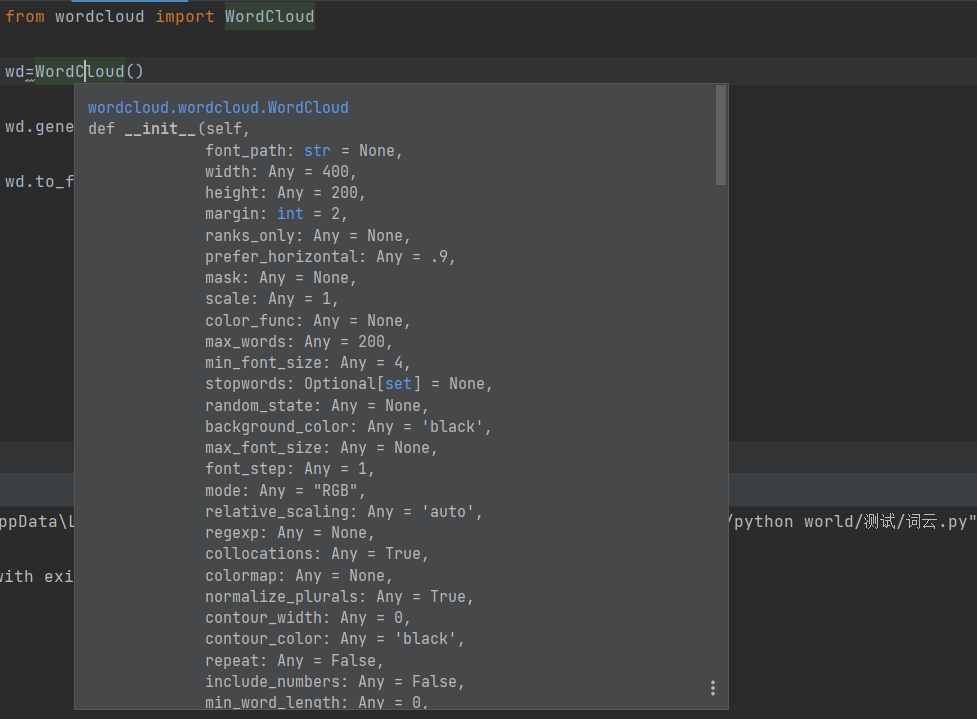 from wordcloud import WordCloud
wd=WordCloud()
wordcloud.wordcloud.WordCloud
def __init__(self,
wd.gene
font_path: str = None,
width: Any = 400,
wd.to_f
height: Any = 200,
margin: int = 2,
ranks_only: Any = None,
prefer_horizontal: Any = .9,
mask: Any = None,
scale: Any = 1,
color_func: Any = None,
max_words: Any = 200,
min_font_size: Any = 4,
stopwords: Optional[set] = None,
random_state: Any = None,
background_color: Any = 'black',
max_font_size: Any = None,
font_step: Any = 1,
mode: Any = "RGB",
relative_scaling: Any = 'auto',
ppData\L /python world/测试/词云.py"
regexp: Any = None,
collocations: Any = True,
with exi
colormap: Any = None,
normalize_plurals: Any = True,
contour_width: Any = 0,
contour_color: Any = 'black',
repeat: Any = False,
include_numbers: Any = False,
min_word_length: Any = 0,